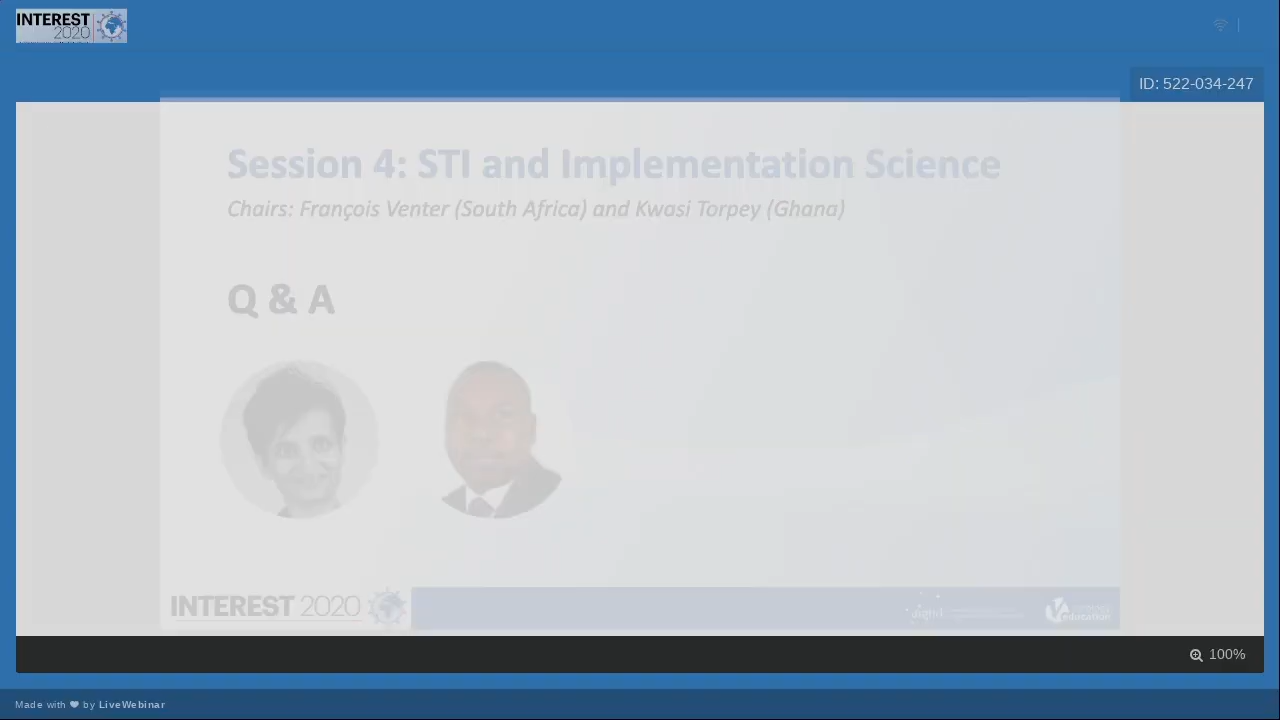 INTEREST
2020
ID: 522-034-247
Session 4: STI and Implementation Science
Chairs: François Venter (South Africa) and Kwasi Torpey (Ghana)
Q & A
INTEREST 2020
education
100%
Made with ❤ by LiveWebinar